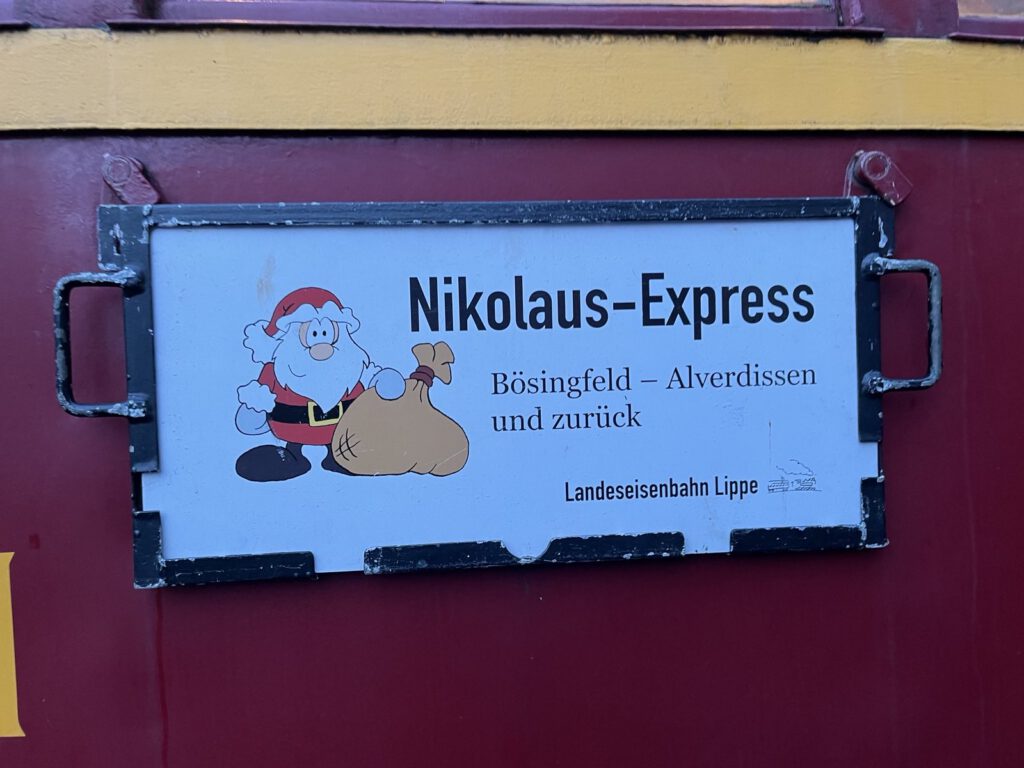 Nikolaus-Express
Bösingfeld – Alverdissen
und zurück
Landeseisenbahn Lippe